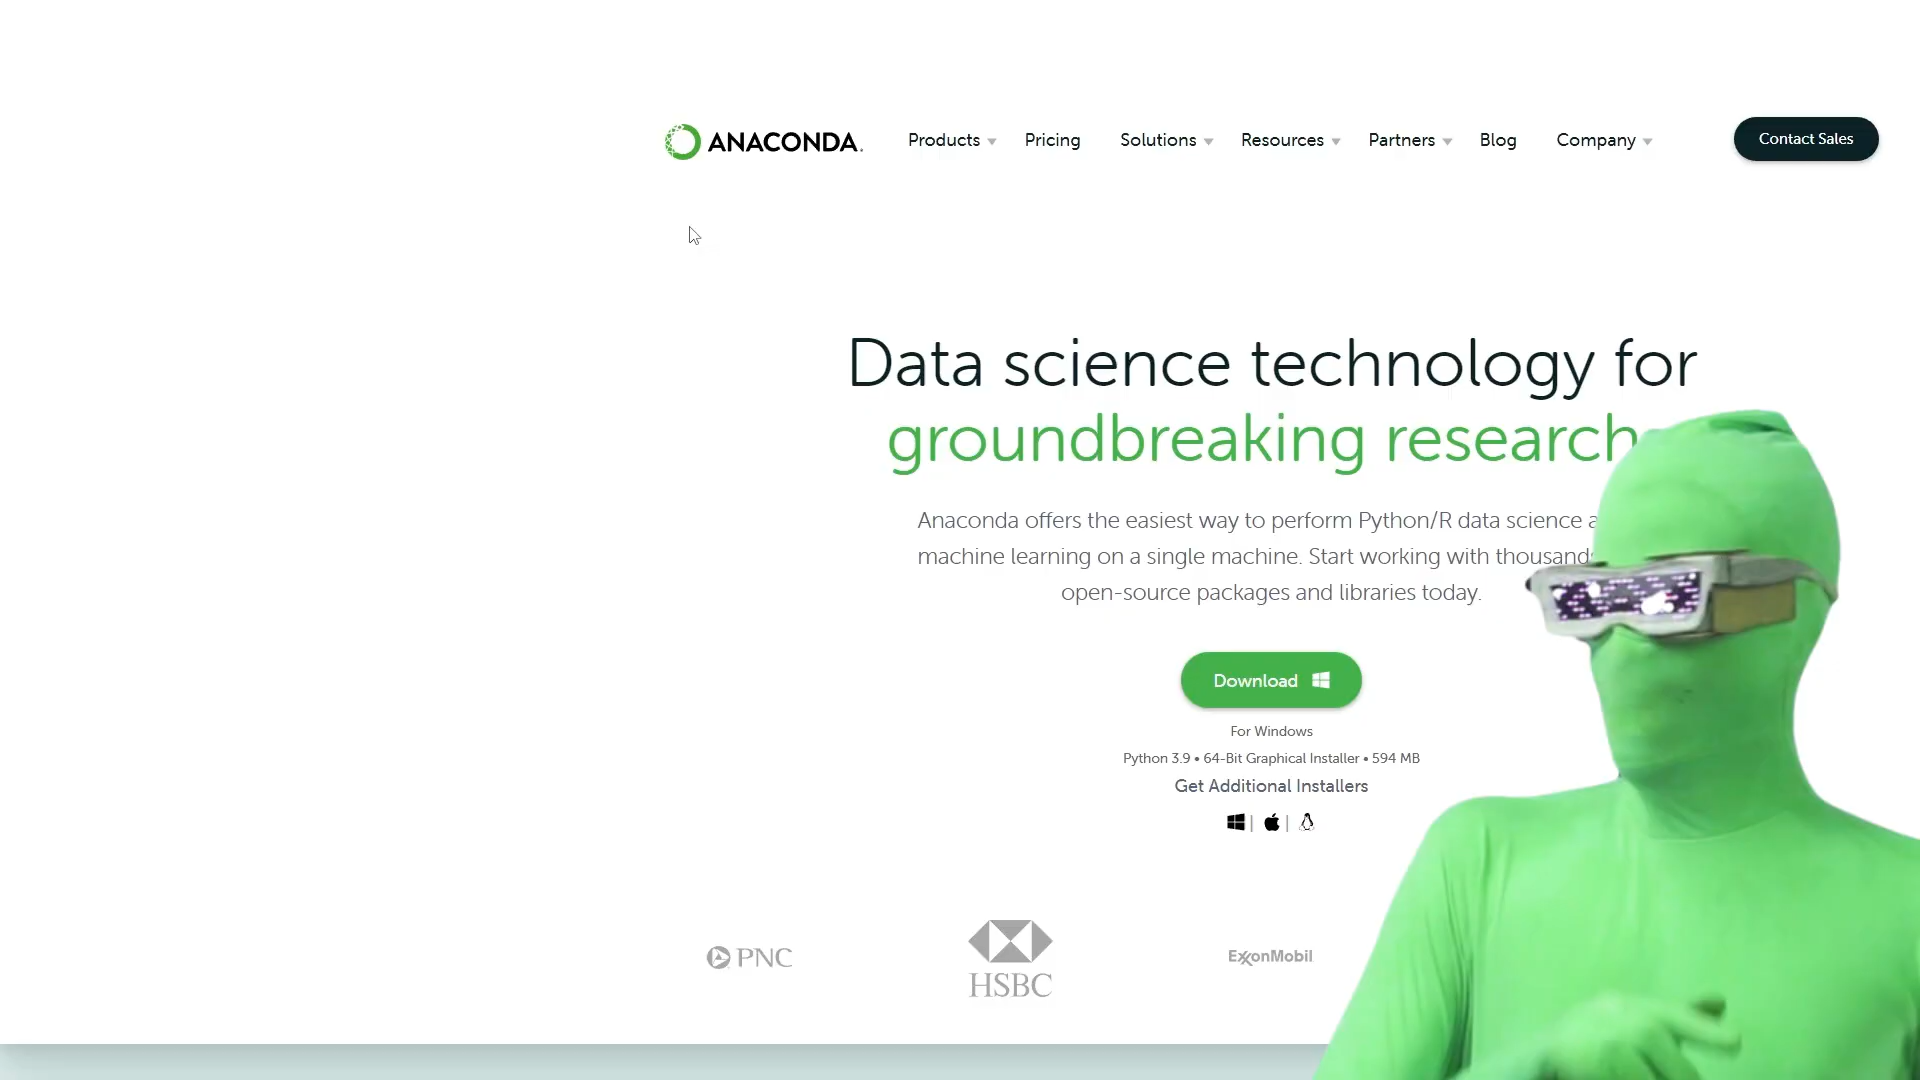 ANACONDA.
Products
Pricing
Solutions
Resources
Partners
Blog
Company
Contact Sales
Data science technology for
groundbreaking research
Anaconda offers the easiest way to perform Python/R data science
machine learning on a single machine. Start working with
open-source packages and libraries today.
Download
For Windows
Python 3.9 • 64-Bit Graphical Installer • 594 MB
Get Additional Installers
PNC
HSBC
ExxonMobil